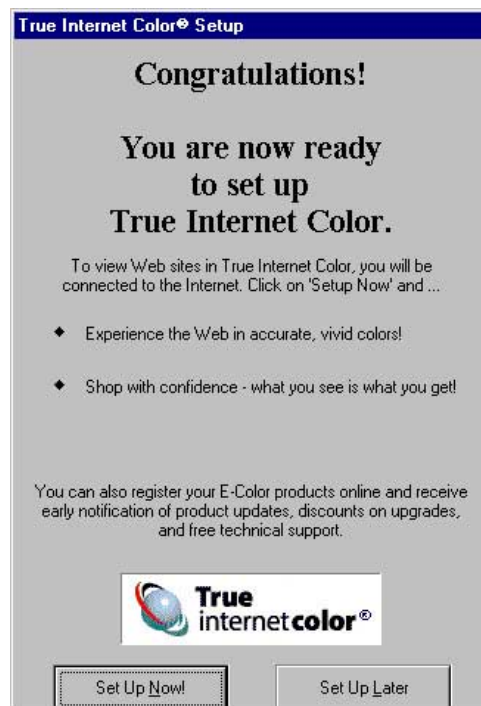 True Internet Color® Setup
Congratulations!
You are now ready
to set up
True Internet Color.
To view Web sites in True Internet Color, you will be
connected to the Internet. Click on 'Setup Now' and ...
◆ Experience the Web in accurate, vivid colors!
◆ Shop with confidence - what you see is what you get!
You can also register your E-Color products online and receive
early notification of product updates, discounts on upgrades,
and free technical support.
True
internetcolor®
Set Up Now!
Set Up Later